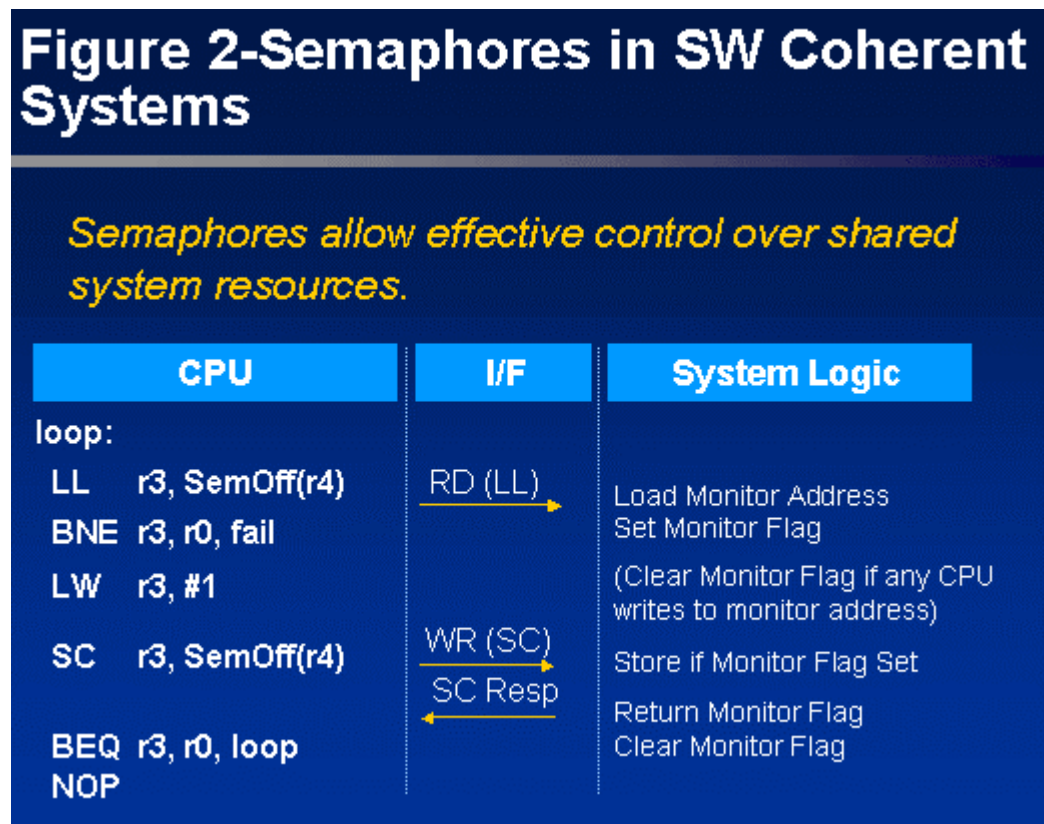 Figure 2-Semaphores in SW Coherent
Systems
Semaphores allow effective control over shared
system resources.
CPU I/F System Logic
loop:
LL r3, SemOff(r4) RD (LL) Load Monitor Address
BNE r3, r0, fail Set Monitor Flag
LW r3, #1 (Clear Monitor Flag if any CPU
writes to monitor address)
SC r3, SemOff(r4) WR (SC) Store if Monitor Flag Set
SC Resp Return Monitor Flag
BEQ r3, r0, loop Clear Monitor Flag
NOP